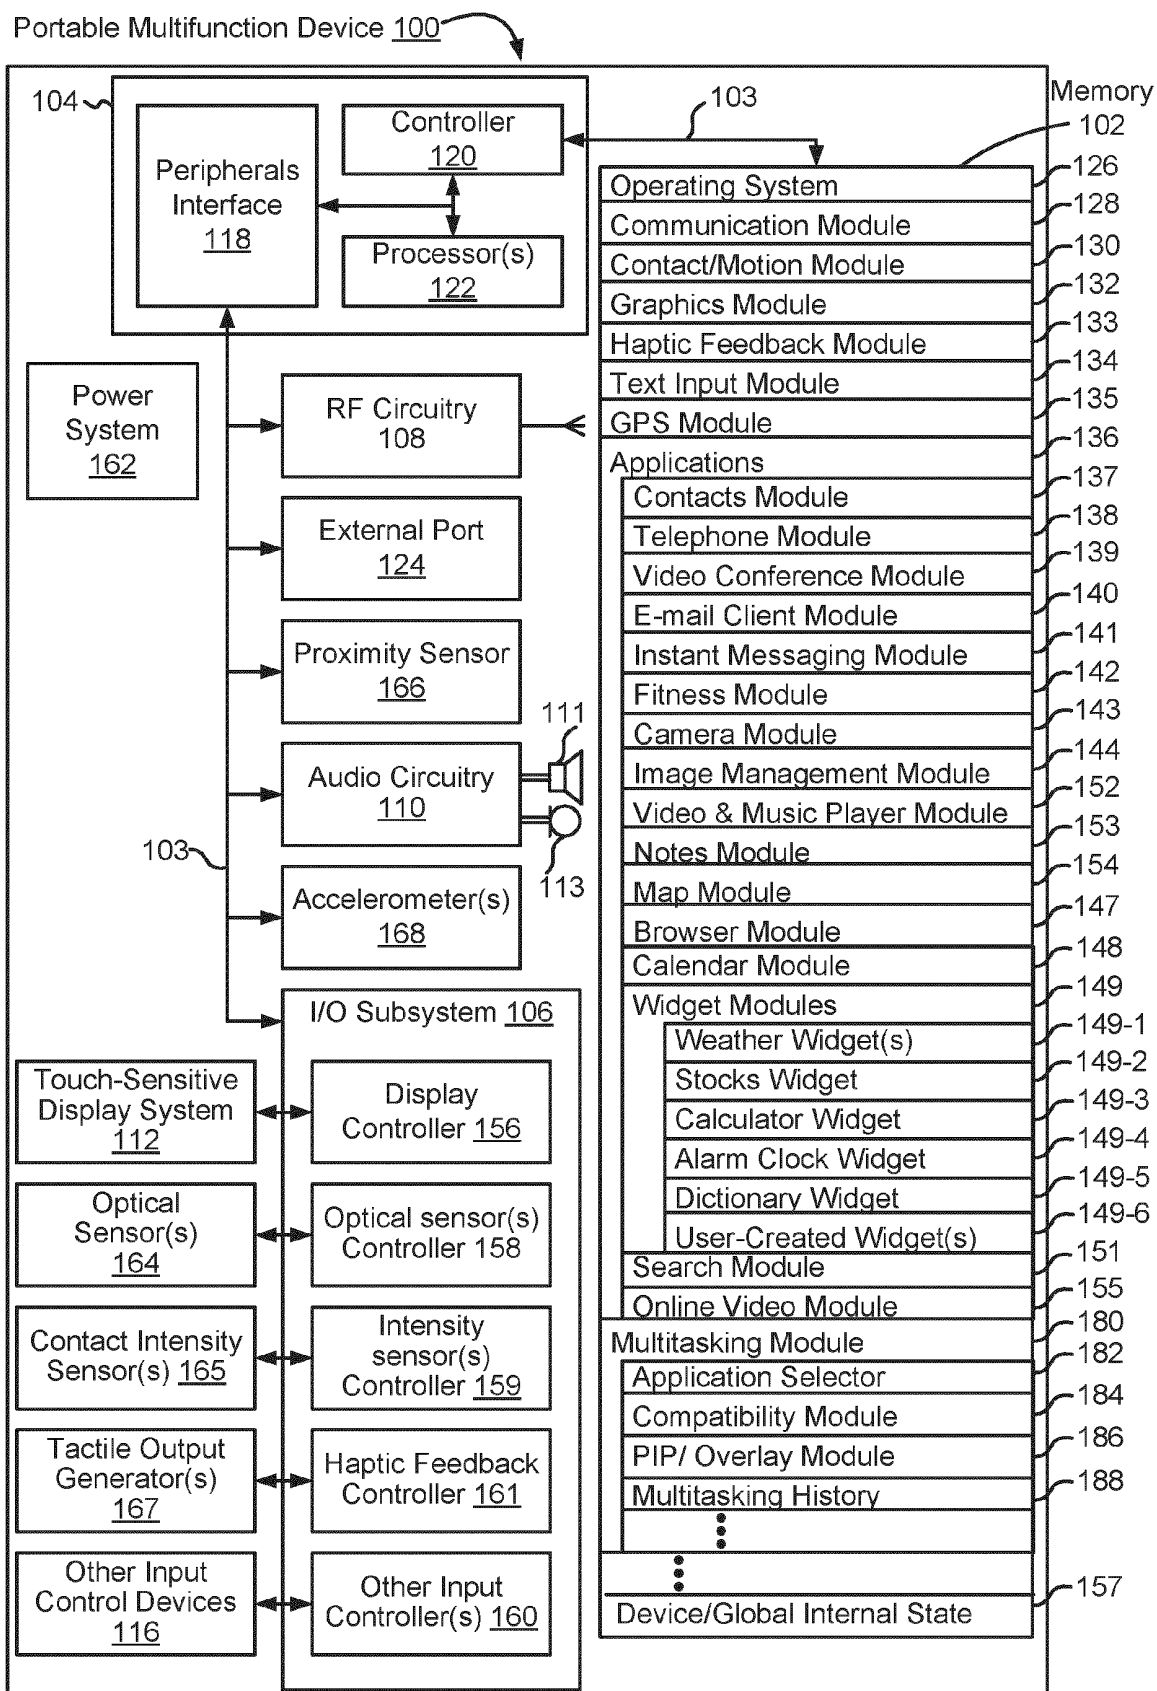 Portable Multifunction Device 100
104
Peripherals
Interface
118
Controller
120
Processor(s)
122
103
Memory
102
Power
System
162
RF Circuitry
108
External Port
124
Proximity Sensor
166
Audio Circuitry
110
111
113
103
Accelerometer(s)
168
I/O Subsystem 106
Touch-Sensitive
Display System
112
Display
Controller 156
Optical
Sensor(s)
164
Optical sensor(s)
Controller 158
Contact Intensity
Sensor(s) 165
Intensity
sensor(s)
Controller 159
Tactile Output
Generator(s)
167
Haptic Feedback
Controller 161
Other Input
Control Devices
116
Other Input
Controller(s) 160
Operating System 126
Communication Module 128
Contact/Motion Module 130
Graphics Module 132
Haptic Feedback Module 133
Text Input Module 134
GPS Module 135
Applications 136
Contacts Module 137
Telephone Module 138
Video Conference Module 139
E-mail Client Module 140
Instant Messaging Module 141
Fitness Module 142
Camera Module 143
Image Management Module 144
Video & Music Player Module 152
Notes Module 153
Map Module 154
Browser Module 147
Calendar Module 148
Widget Modules 149
Weather Widget(s) 149-1
Stocks Widget 149-2
Calculator Widget 149-3
Alarm Clock Widget 149-4
Dictionary Widget 149-5
User-Created Widget(s) 149-6
Search Module 151
Online Video Module 155
Multitasking Module 180
Application Selector 182
Compatibility Module 184
PIP/ Overlay Module 186
Multitasking History 188
Device/Global Internal State 157